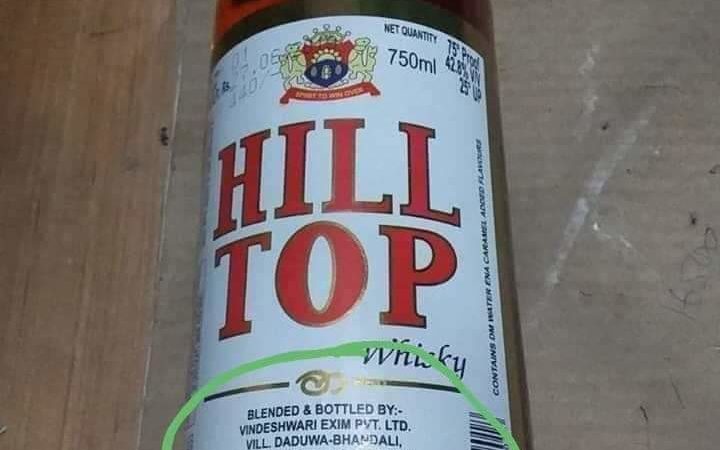 NET QUANTITY
750ml
75° Proof
42.8% V/V
25° UP
SPIRIT TO WIN OVER
HILL
TOP
Whisky
CONTAINS DM WATER ENA CARAMEL ADDED FLAVOURS
BLENDED & BOTTLED BY:-
VINDESHWARI EXIM PVT. LTD.
VILL. DADUWA-BHANDALI,